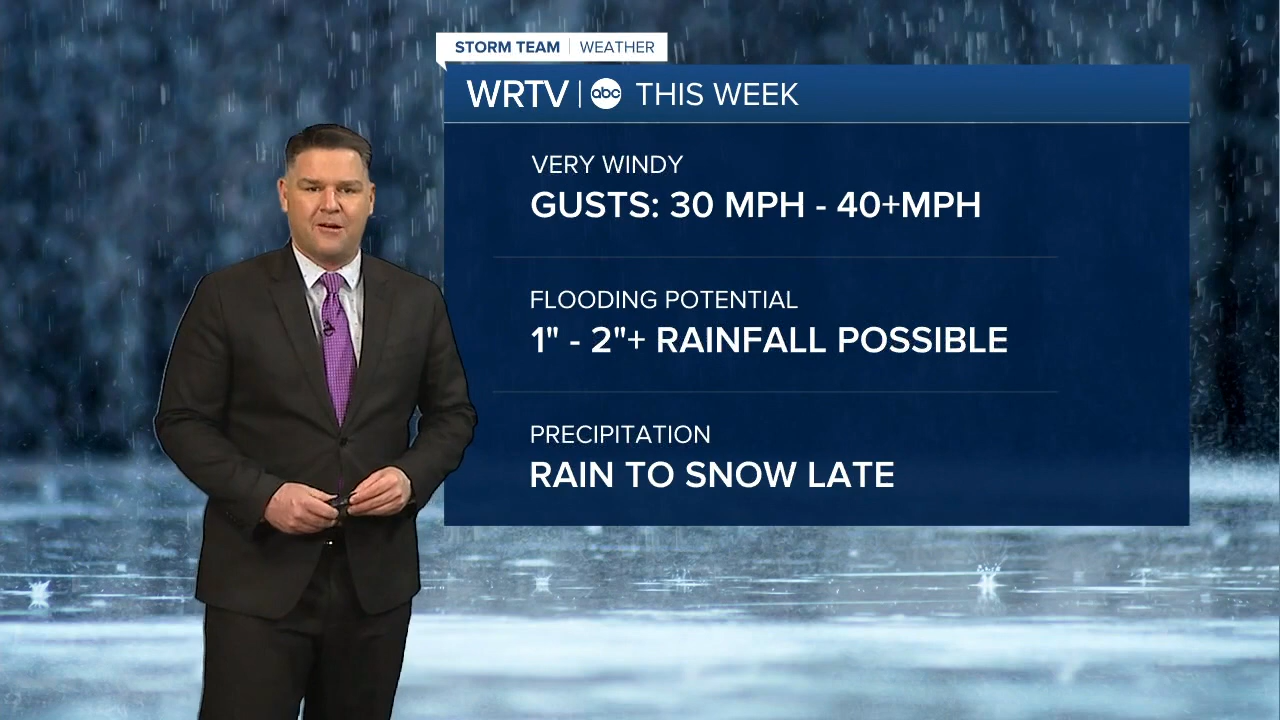 STORM TEAM | WEATHER
WRTV | abc THIS WEEK
VERY WINDY
GUSTS: 30 MPH - 40+MPH
FLOODING POTENTIAL
1" - 2"+ RAINFALL POSSIBLE
PRECIPITATION
RAIN TO SNOW LATE